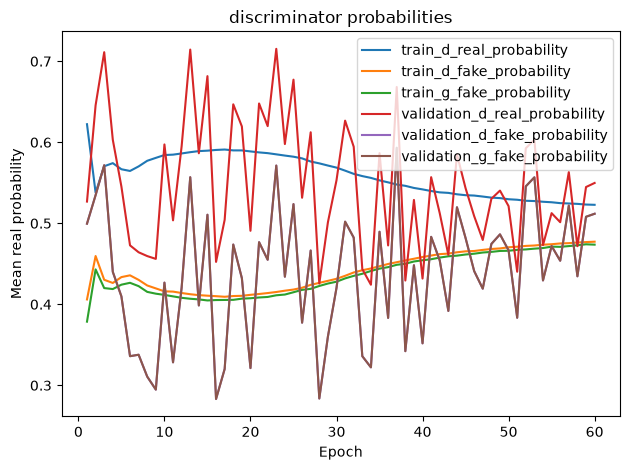 discriminator probabilities
train_d_real_probability
train_d_fake_probability
train_g_fake_probability
validation_d_real_probability
validation_d_fake_probability
validation_g_fake_probability
Mean real probability
0.7
0.6
0.5
0.4
0.3
0 10 20 30 40 50 60
Epoch